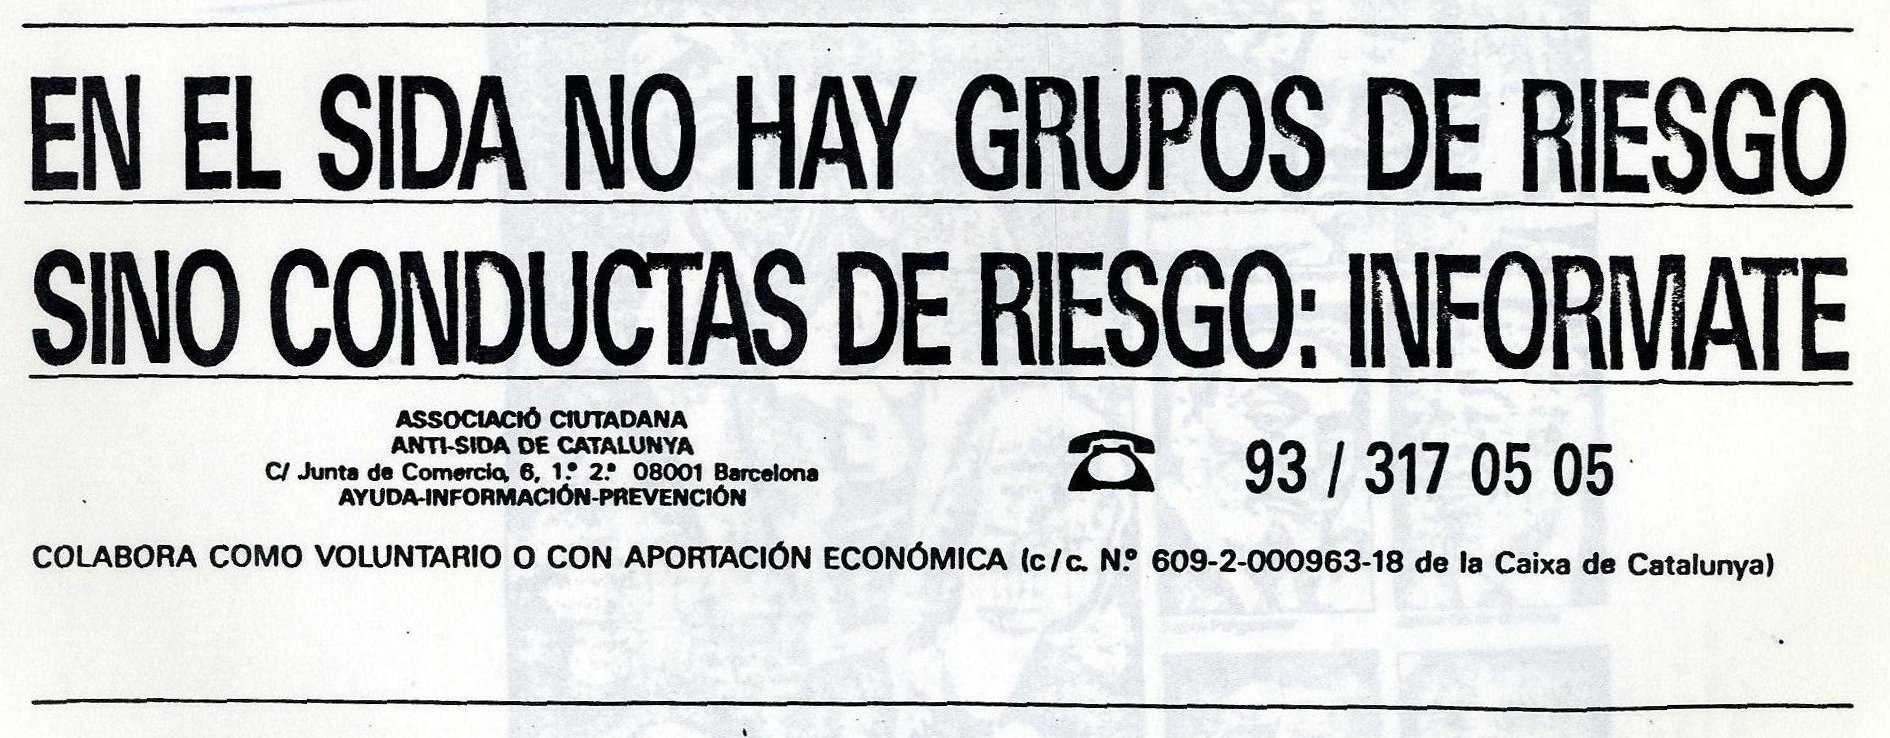 EN EL SIDA NO HAY GRUPOS DE RIESGO
SINO CONDUCTAS DE RIESGO: INFORMATE
ASSOCIACIÓ CIUTADANA
ANTI-SIDA DE CATALUNYA
C/ Junta de Comercio, 6, 1.º 2.ª 08001 Barcelona
AYUDA-INFORMACIÓN-PREVENCIÓN
93 / 317 05 05
COLABORA COMO VOLUNTARIO O CON APORTACIÓN ECONÓMICA (c/c. N.º 609-2-000963-18 de la Caixa de Catalunya)